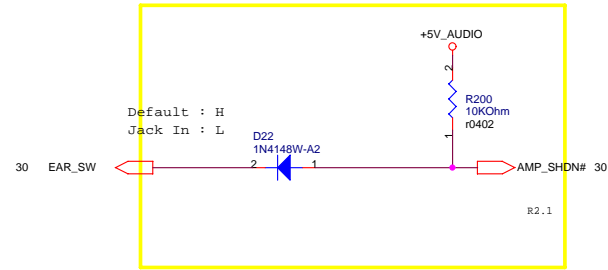 +5V_AUDIO
2
R200
10KOhm
r0402
1
Default : H
Jack In : L
D22
1N4148W-A2
30 EAR_SW
2
1
AMP_SHDN# 30
R2.1